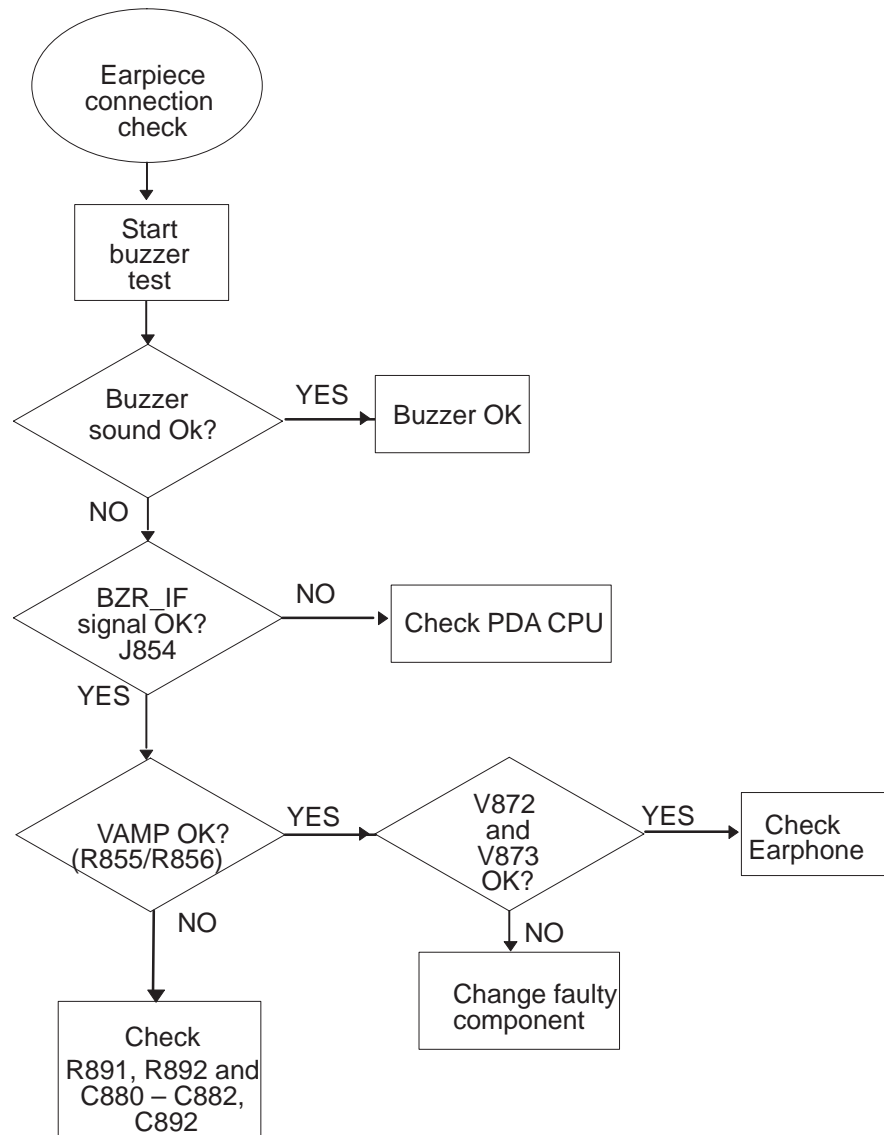 Earpiece
connection
check
Start
buzzer
test
Buzzer
sound Ok?
YES
Buzzer OK
NO
BZR_IF
signal OK?
J854
NO
Check PDA CPU
YES
VAMP OK?
(R855/R856)
YES
V872
and
V873
OK?
YES
Check
Earphone
NO
NO
Change faulty
component
Check
R891, R892 and
C880 – C882,
C892